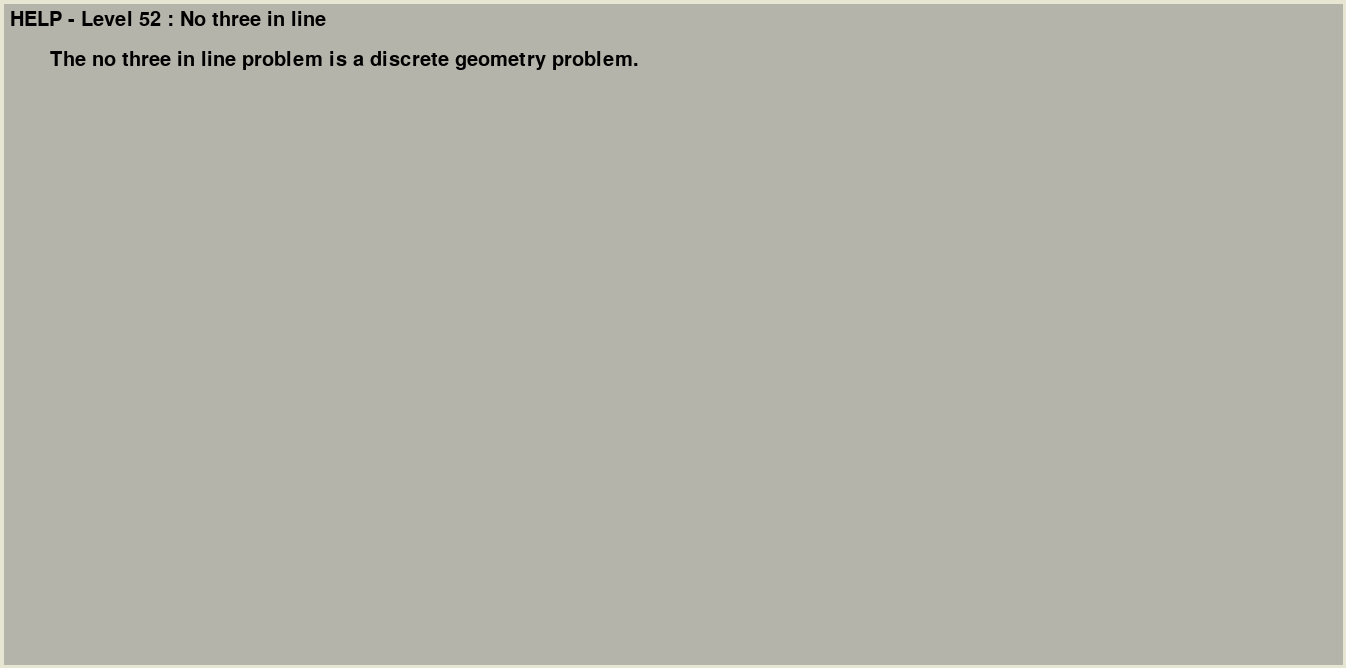 HELP - Level 52 : No three in line
The no three in line problem is a discrete geometry problem.